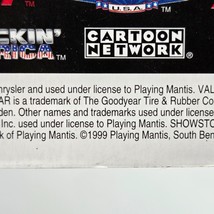 U.S.A.
CARTOON
NETWORK®
rysler and used under license to Playing Mantis. VAL
AR is a trademark of The Goodyear Tire & Rubber Co
den. Other names and trademarks used under license
Inc. used under license to Playing Mantis. SHOWSTO
k of Playing Mantis. ©1999 Playing Mantis, South Ben